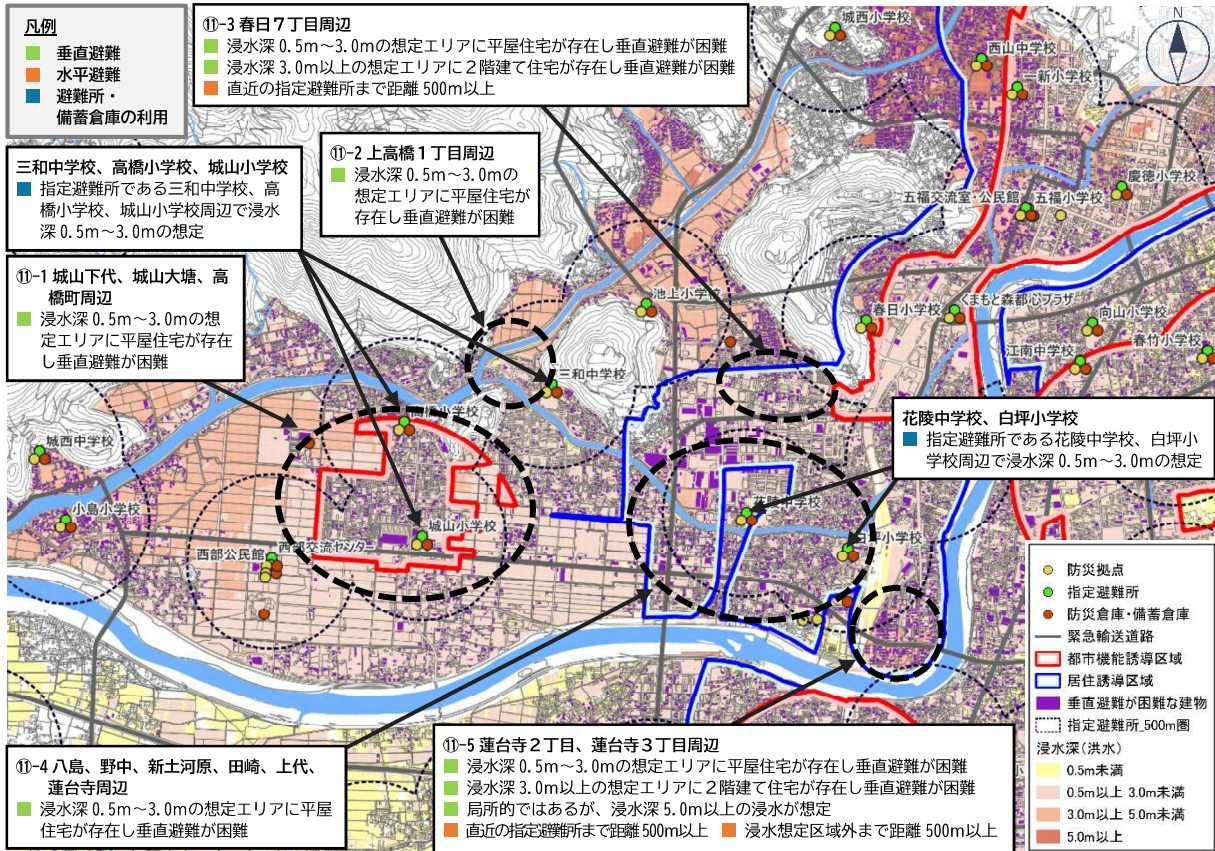 凡例
垂直避難
水平避難
避難所・
備蓄倉庫の利用
⑪-3 春日７丁目周辺
浸水深 0.5m～3.0mの想定エリアに平屋住宅が存在し垂直避難が困難
浸水深 3.0m以上の想定エリアに２階建て住宅が存在し垂直避難が困難
直近の指定避難所まで距離 500m以上
三和中学校、高橋小学校、城山小学校
指定避難所である三和中学校、高
橋小学校、城山小学校周辺で浸水
深 0.5m～3.0mの想定
⑪-2 上高橋１丁目周辺
浸水深 0.5m～3.0mの
想定エリアに平屋住宅が
存在し垂直避難が困難
⑪-1 城山下代、城山大塘、高
橋町周辺
浸水深 0.5m～3.0mの想
定エリアに平屋住宅が存在
し垂直避難が困難
花陵中学校、白坪小学校
指定避難所である花陵中学校、白坪小
学校周辺で浸水深 0.5m～3.0mの想定
⑪-4 八島、野中、新土河原、田崎、上代、
蓮台寺周辺
浸水深 0.5m～3.0mの想定エリアに平屋
住宅が存在し垂直避難が困難
⑪-5 蓮台寺２丁目、蓮台寺３丁目周辺
浸水深 0.5m～3.0mの想定エリアに平屋住宅が存在し垂直避難が困難
浸水深 3.0m以上の想定エリアに２階建て住宅が存在し垂直避難が困難
局所的ではあるが、浸水深 5.0m以上の浸水が想定
直近の指定避難所まで距離 500m以上 浸水想定区域外まで距離 500m以上
城西小学校
西山中学校
一新小学校
慶徳小学校
五福交流室・公民館
五福小学校
池上小学校
春日小学校
くまもと森都心プラザ
向山小学校
江南中学校
春竹小学校
三和中学校
城西中学校
小島小学校
城山小学校
西部公民館
西部交流センター
花陵中学校
白坪小学校
N
防災拠点
指定避難所
防災倉庫・備蓄倉庫
緊急輸送道路
都市機能誘導区域
居住誘導区域
垂直避難が困難な建物
指定避難所_500m圏
浸水深（洪水）
0.5m未満
0.5m以上 3.0m未満
3.0m以上 5.0m未満
5.0m以上